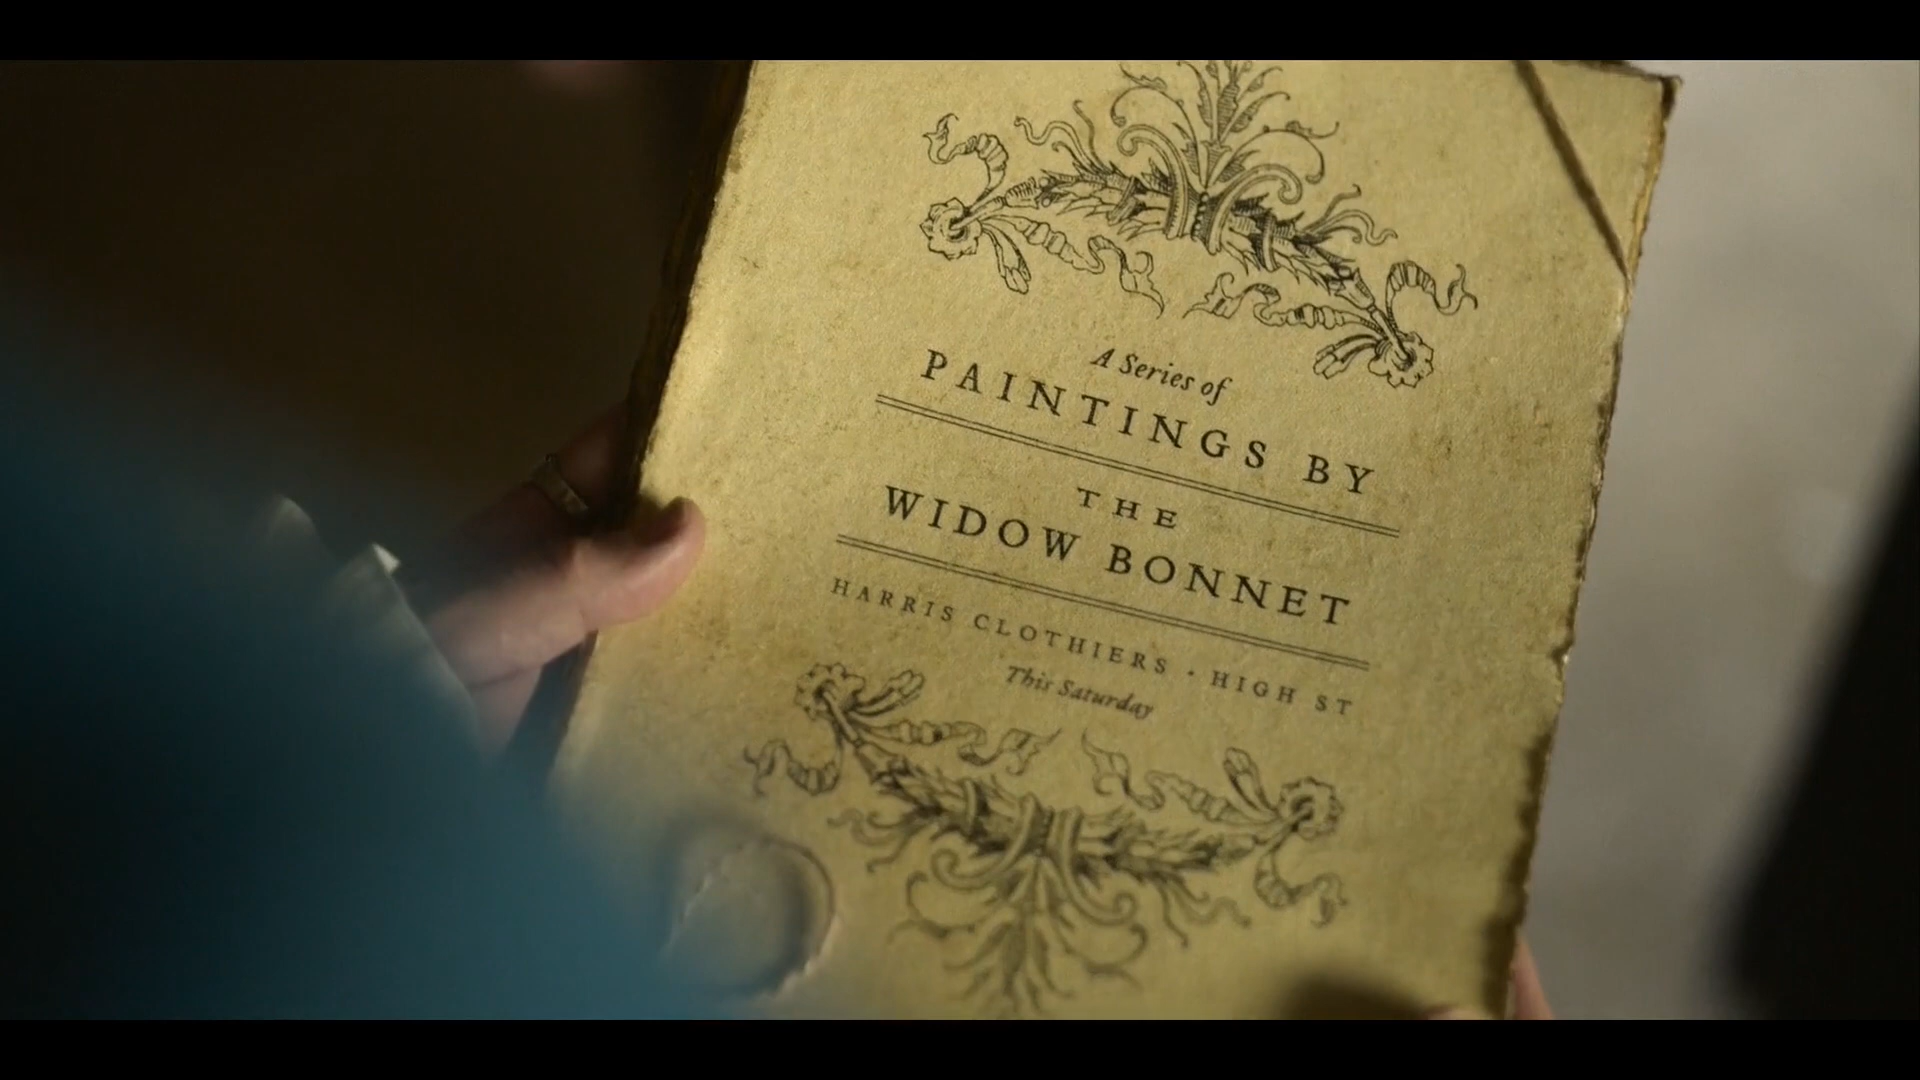 A Series of
PAINTINGS BY
THE
WIDOW BONNET
HARRIS CLOTHIERS · HIGH ST
This Saturday